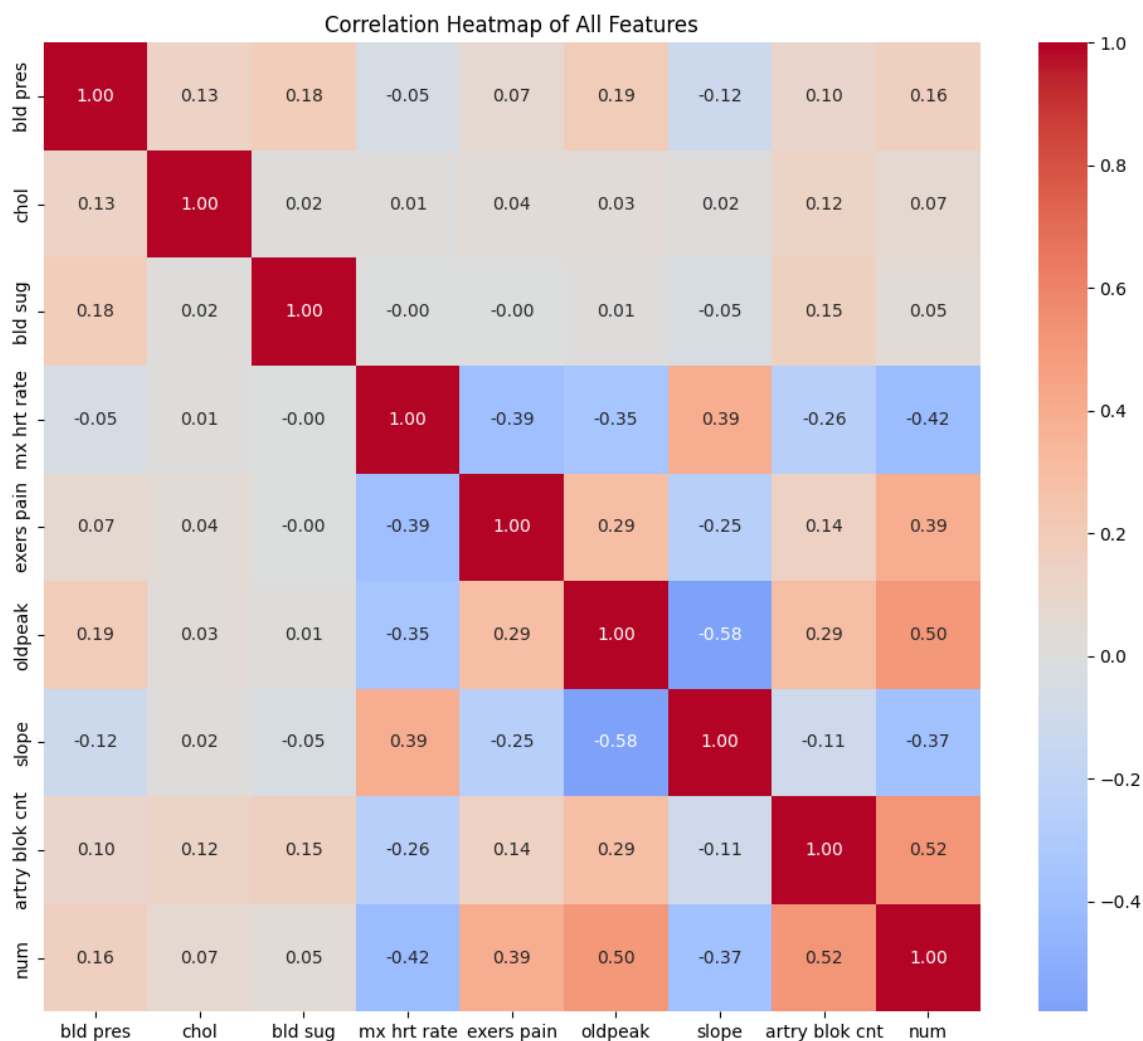 Correlation Heatmap of All Features
bld pres 1.00 0.13 0.18 -0.05 0.07 0.19 -0.12 0.10 0.16
chol 0.13 1.00 0.02 0.01 0.04 0.03 0.02 0.12 0.07
bld sug 0.18 0.02 1.00 -0.00 -0.00 0.01 -0.05 0.15 0.05
mx hrt rate -0.05 0.01 -0.00 1.00 -0.39 -0.35 0.39 -0.26 -0.42
exers pain 0.07 0.04 -0.00 -0.39 1.00 0.29 -0.25 0.14 0.39
oldpeak 0.19 0.03 0.01 -0.35 0.29 1.00 -0.58 0.29 0.50
slope -0.12 0.02 -0.05 0.39 -0.25 -0.58 1.00 -0.11 -0.37
artry blok cnt 0.10 0.12 0.15 -0.26 0.14 0.29 -0.11 1.00 0.52
num 0.16 0.07 0.05 -0.42 0.39 0.50 -0.37 0.52 1.00
bld pres chol bld sug mx hrt rate exers pain oldpeak slope artry blok cnt num
1.0
0.8
0.6
0.4
0.2
0.0
−0.2
−0.4